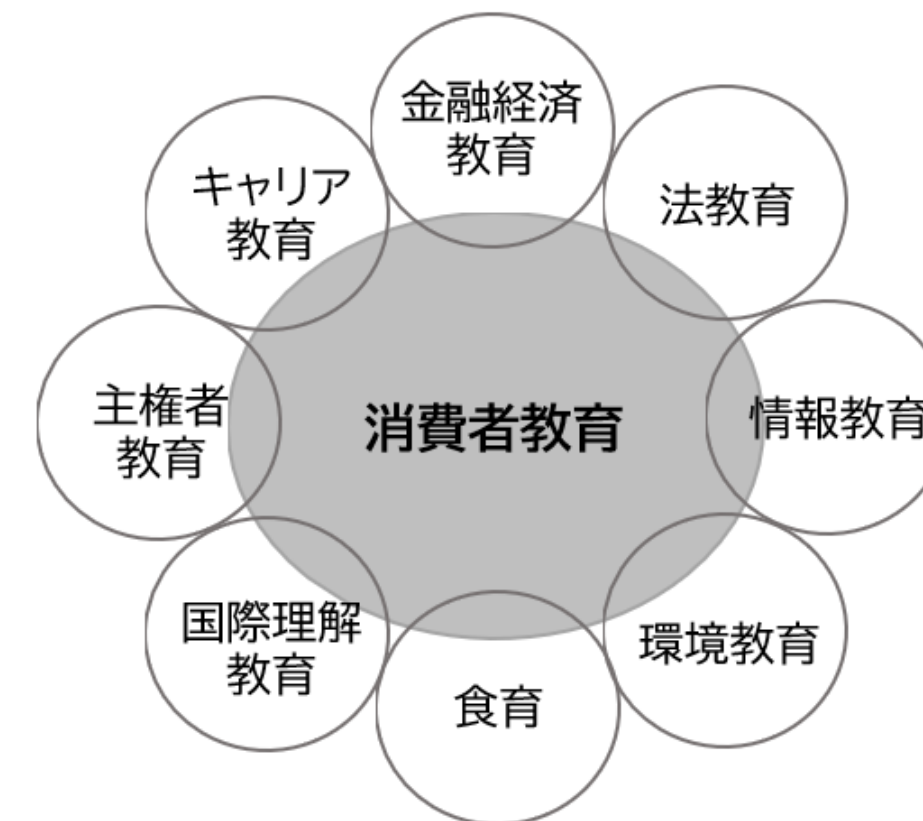 金融経済
教育
キャリア
教育
法教育
主権者
教育
消費者教育
情報教育
国際理解
教育
環境教育
食育